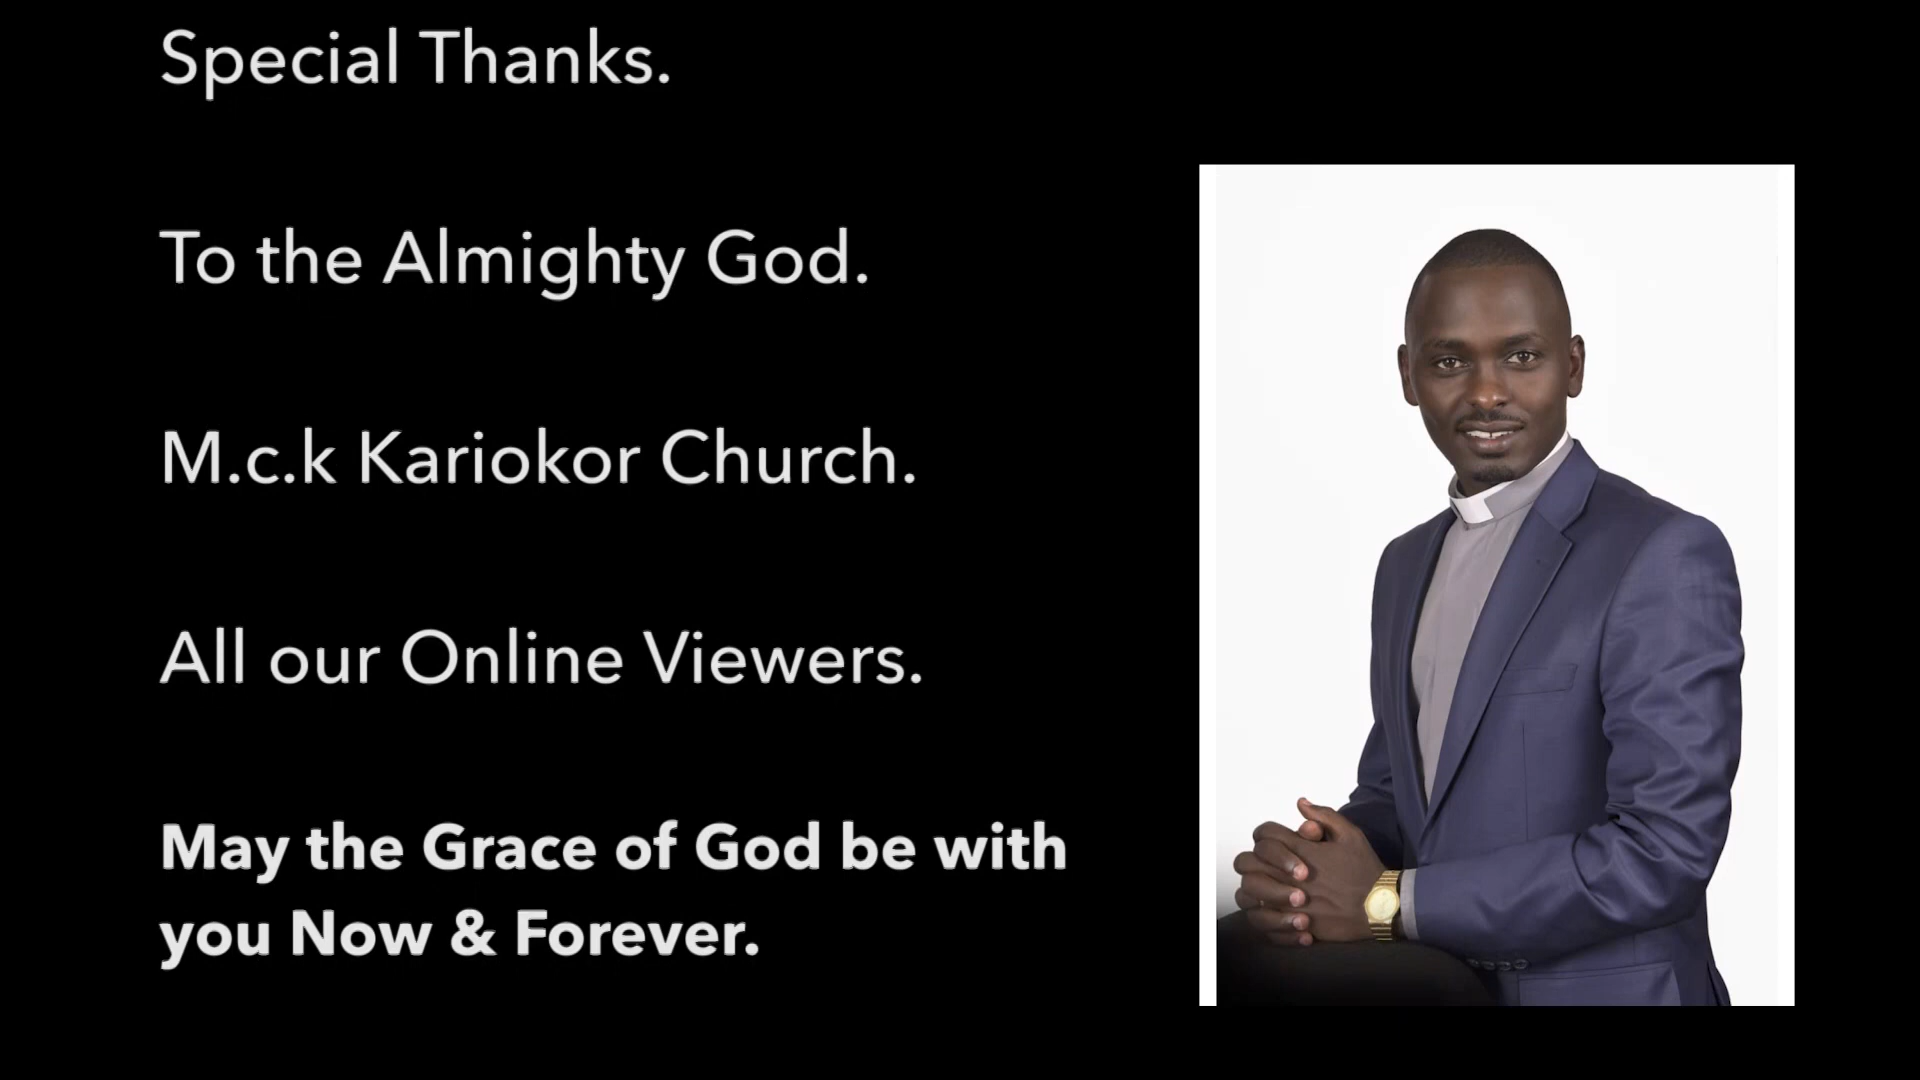 Special Thanks.
To the Almighty God.
M.c.k Kariokor Church.
All our Online Viewers.
May the Grace of God be with
you Now & Forever.